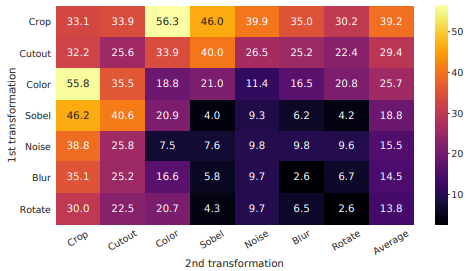 Crop 33.1 33.9 56.3 46.0 39.9 35.0 30.2 39.2
Cutout 32.2 25.6 33.9 40.0 26.5 25.2 22.4 29.4
Color 55.8 35.5 18.8 21.0 11.4 16.5 20.8 25.7
Sobel 46.2 40.6 20.9 4.0 9.3 6.2 4.2 18.8
Noise 38.8 25.8 7.5 7.6 9.8 9.8 9.6 15.5
Blur 35.1 25.2 16.6 5.8 9.7 2.6 6.7 14.5
Rotate 30.0 22.5 20.7 4.3 9.7 6.5 2.6 13.8
Crop Cutout Color Sobel Noise Blur Rotate Average
2nd transformation
1st transformation
50
40
30
20
10